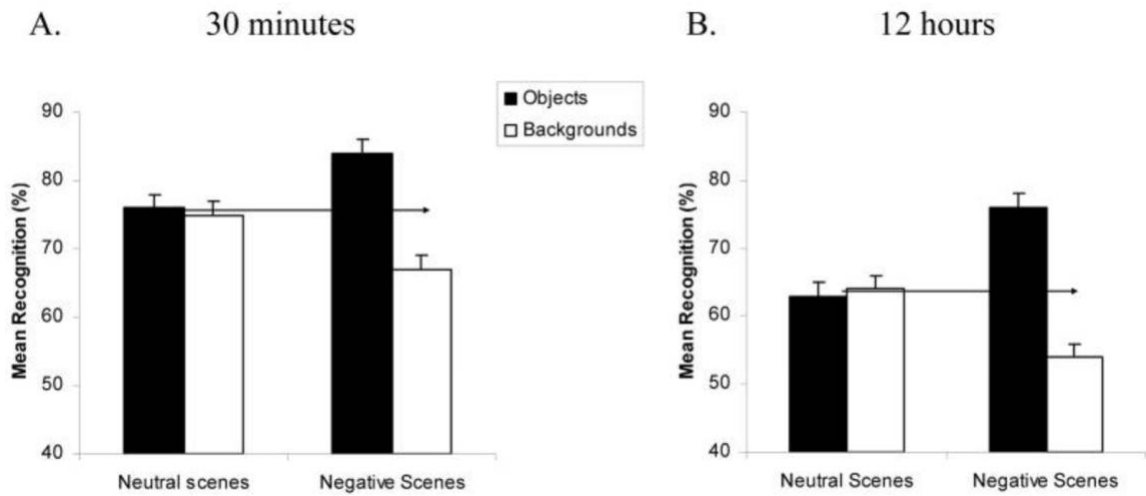 A. 30 minutes
B. 12 hours
Objects
Backgrounds
Mean Recognition (%)
90
80
70
60
50
40
Neutral scenes Negative Scenes
Mean Recognition (%)
90
80
70
60
50
40
Neutral Scenes Negative Scenes